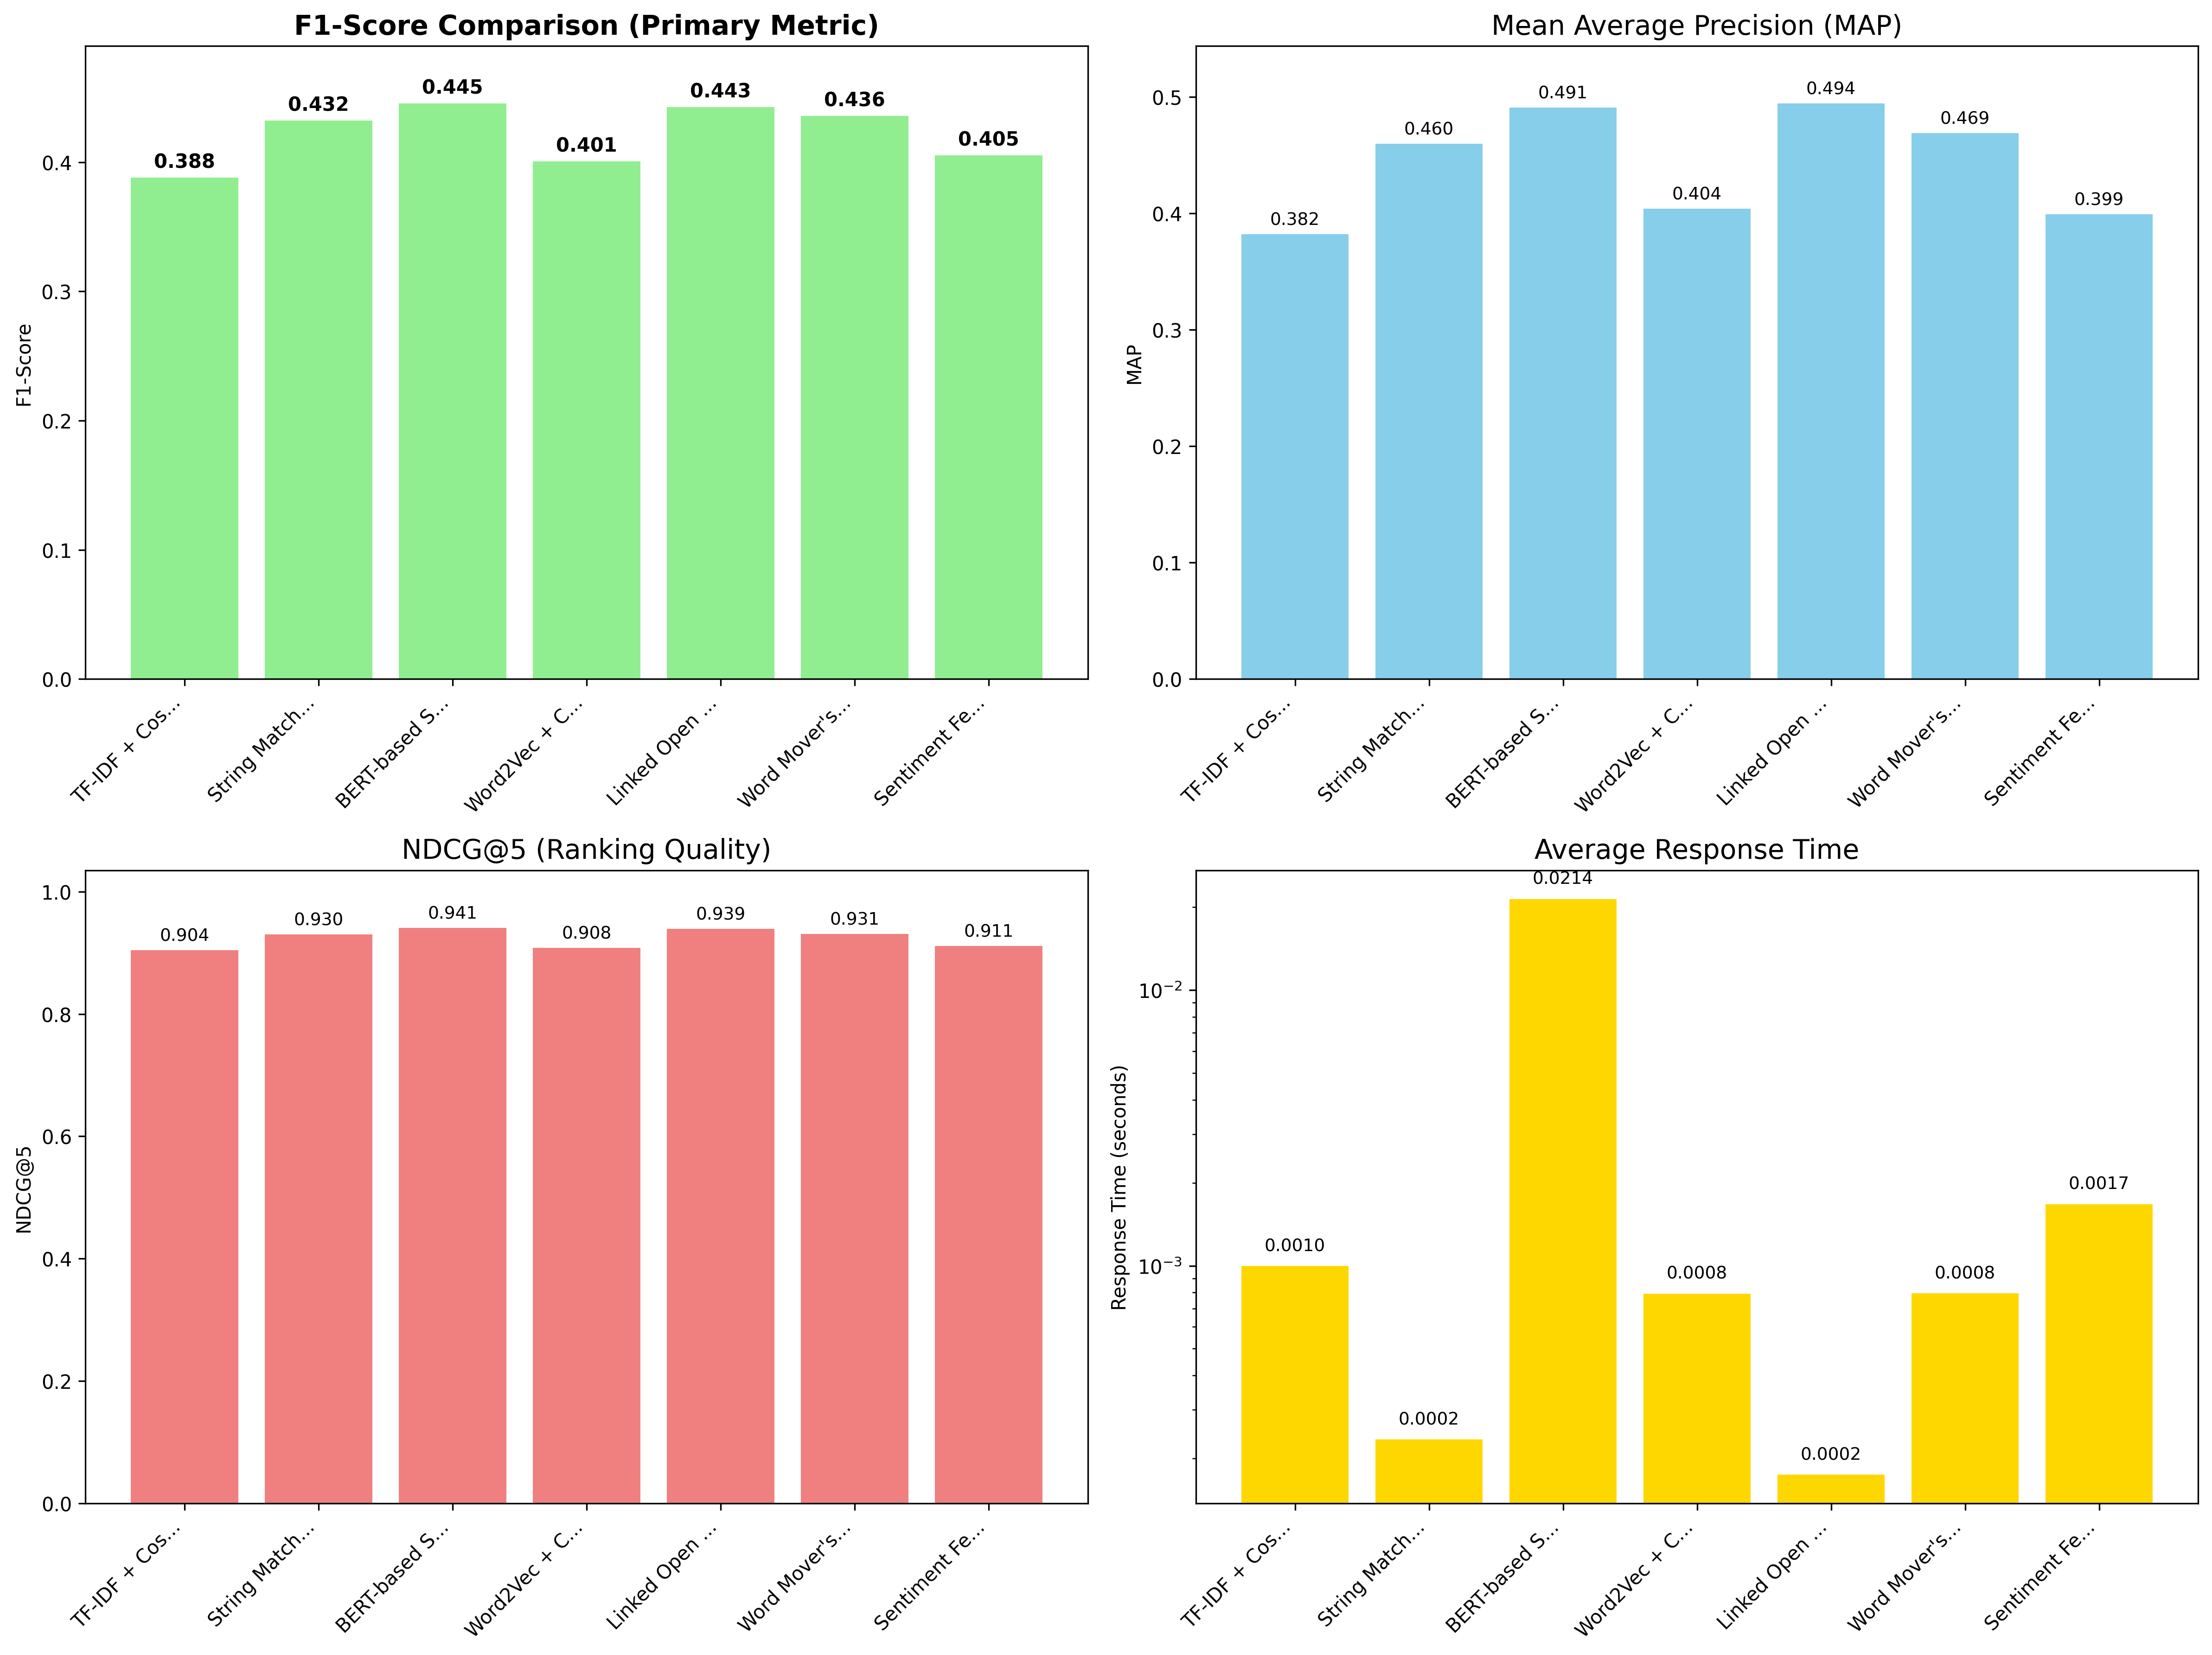 F1-Score Comparison (Primary Metric)
F1-Score
0.4
0.3
0.2
0.1
0.0
0.388
0.432
0.445
0.401
0.443
0.436
0.405
TF-IDF + Cos...
String Match...
BERT-based S...
Word2Vec + C...
Linked Open ...
Word Mover's...
Sentiment Fe...
Mean Average Precision (MAP)
MAP
0.5
0.4
0.3
0.2
0.1
0.0
0.382
0.460
0.491
0.404
0.494
0.469
0.399
TF-IDF + Cos...
String Match...
BERT-based S...
Word2Vec + C...
Linked Open ...
Word Mover's...
Sentiment Fe...
NDCG@5 (Ranking Quality)
NDCG@5
1.0
0.8
0.6
0.4
0.2
0.0
0.904
0.930
0.941
0.908
0.939
0.931
0.911
TF-IDF + Cos...
String Match...
BERT-based S...
Word2Vec + C...
Linked Open ...
Word Mover's...
Sentiment Fe...
Average Response Time
Response Time (seconds)
10⁻²
10⁻³
0.0010
0.0002
0.0214
0.0008
0.0002
0.0008
0.0017
TF-IDF + Cos...
String Match...
BERT-based S...
Word2Vec + C...
Linked Open ...
Word Mover's...
Sentiment Fe...